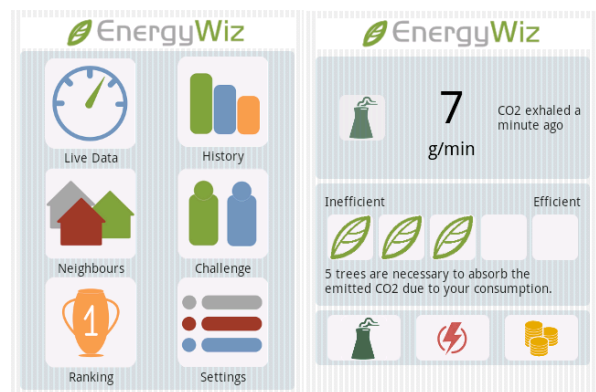 EnergyWiz
Live Data
History
Neighbours
Challenge
1
Ranking
Settings
EnergyWiz
7
g/min
CO2 exhaled a
minute ago
Inefficient
Efficient
5 trees are necessary to absorb the
emitted CO2 due to your consumption.